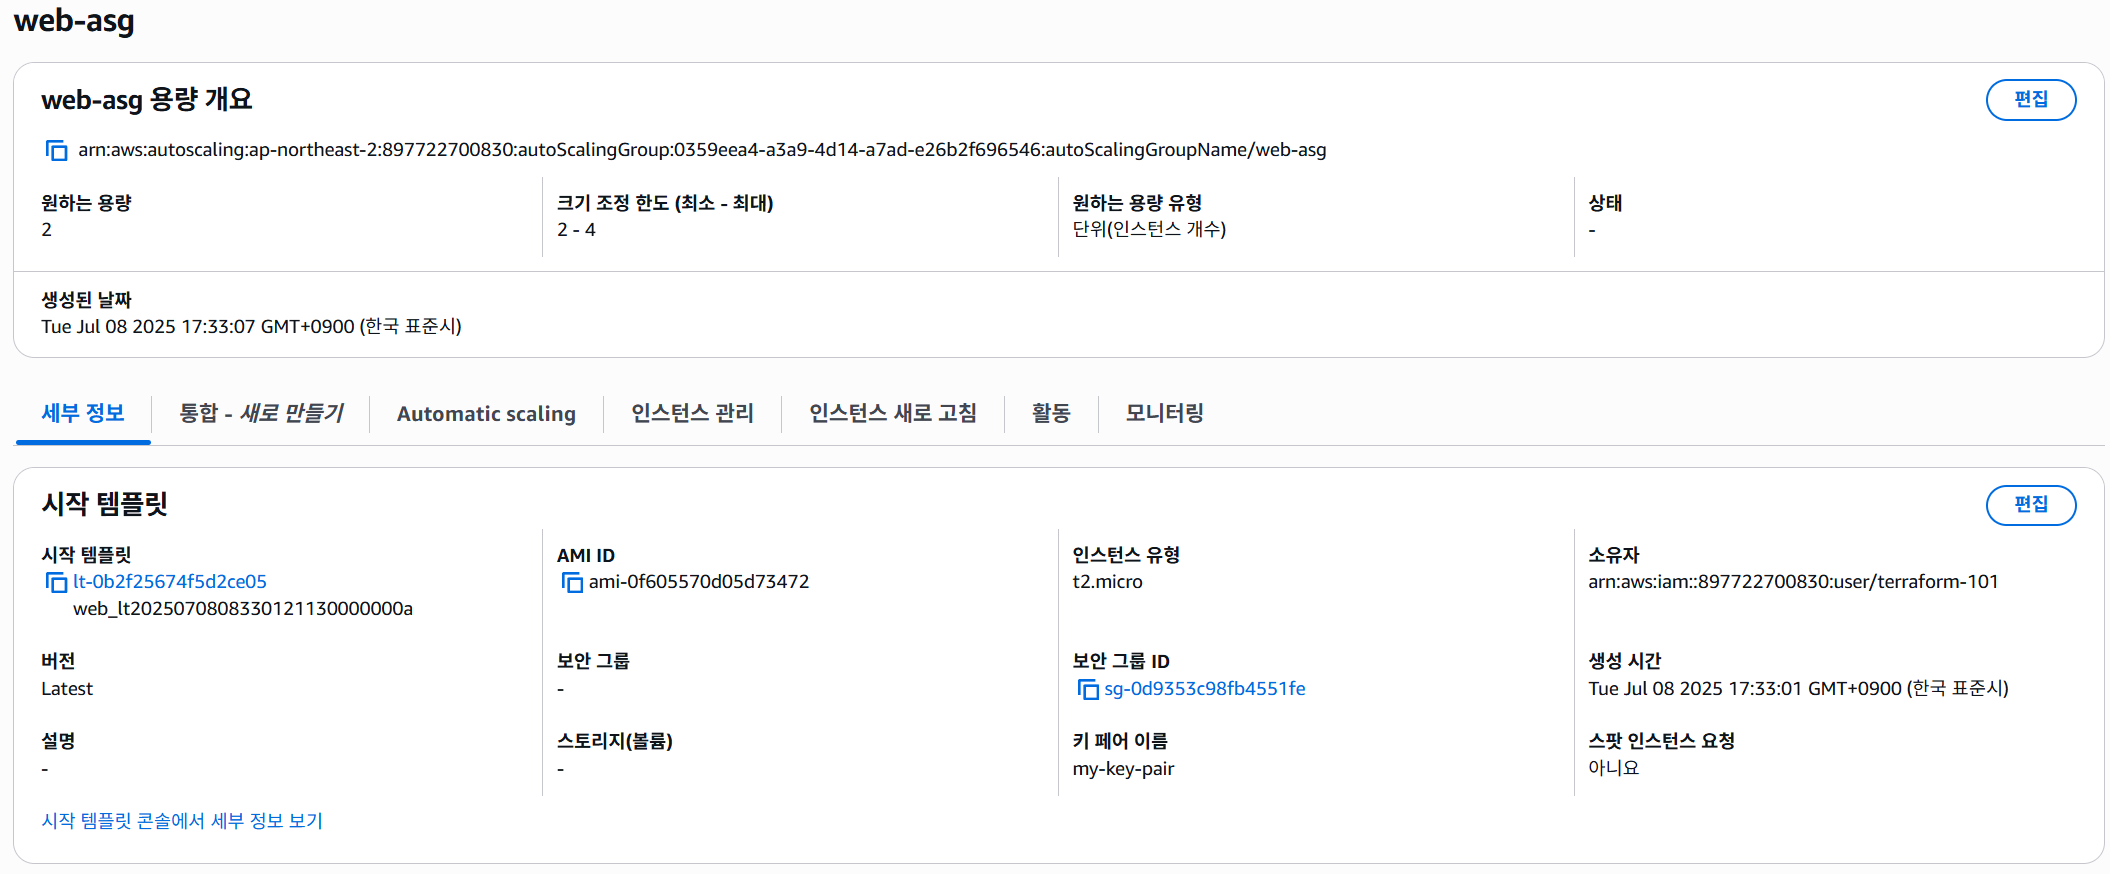 web-asg
web-asg 용량 개요
편집
arn:aws:autoscaling:ap-northeast-2:897722700830:autoScalingGroup:0359eea4-a3a9-4d14-a7ad-e26b2f696546:autoScalingGroupName/web-asg
원하는 용량
2
크기 조정 한도 (최소 - 최대)
2 - 4
원하는 용량 유형
단위(인스턴스 개수)
상태
-
생성된 날짜
Tue Jul 08 2025 17:33:07 GMT+0900 (한국 표준시)
세부 정보
통합 - 새로 만들기
Automatic scaling
인스턴스 관리
인스턴스 새로 고침
활동
모니터링
시작 템플릿
편집
시작 템플릿
lt-0b2f25674f5d2ce05
web_lt20250708083301211300000​00a
AMI ID
ami-0f605570d05d73472
인스턴스 유형
t2.micro
소유자
arn:aws:iam::897722700830:user/terraform-101
버전
Latest
보안 그룹
-
보안 그룹 ID
sg-0d9353c98fb4551fe
생성 시간
Tue Jul 08 2025 17:33:01 GMT+0900 (한국 표준시)
설명
-
스토리지(볼륨)
-
키 페어 이름
my-key-pair
스팟 인스턴스 요청
아니요
시작 템플릿 콘솔에서 세부 정보 보기